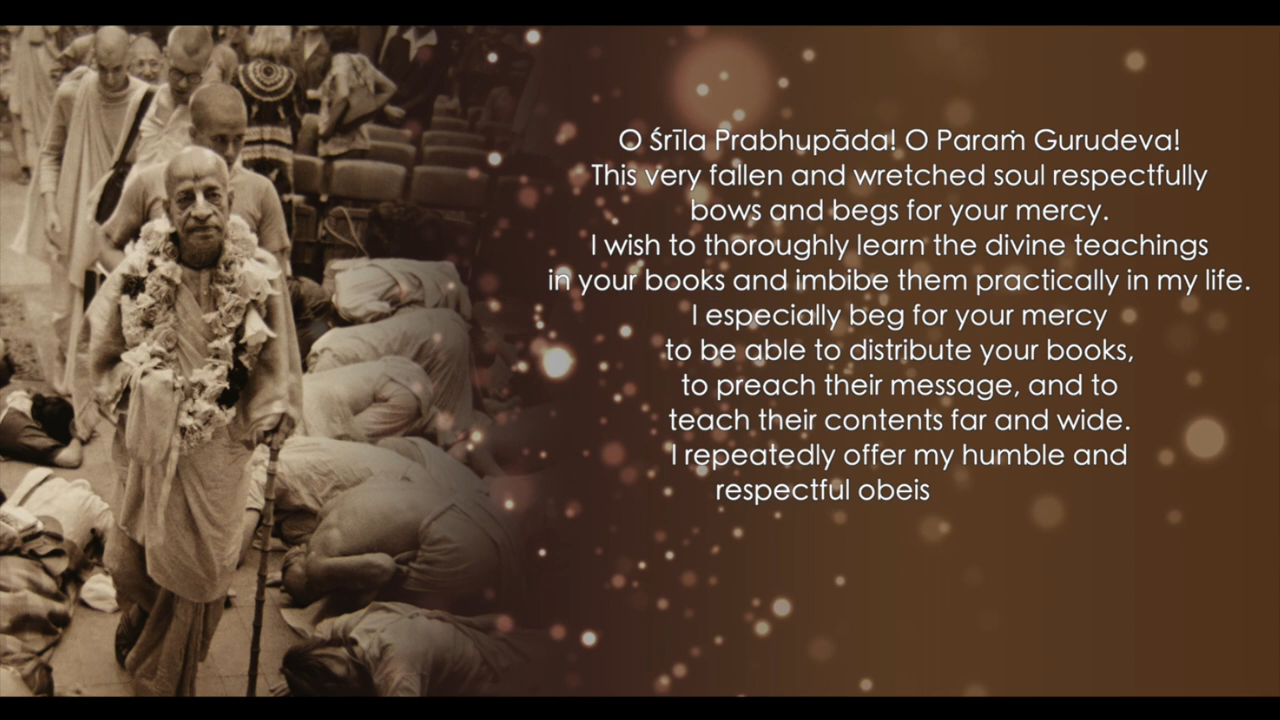 O Śrīla Prabhupāda! O Paraṁ Gurudeva!
This very fallen and wretched soul respectfully
bows and begs for your mercy.
I wish to thoroughly learn the divine teachings
in your books and imbibe them practically in my life.
I especially beg for your mercy
to be able to distribute your books,
to preach their message, and to
teach their contents far and wide.
I repeatedly offer my humble and
respectful obeis